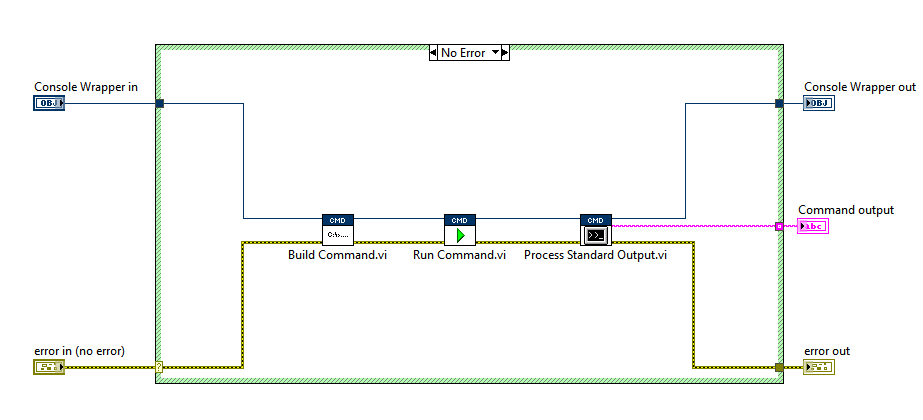 No Error
Console Wrapper in
Console Wrapper out
OBJ
OBJ
Command output
abc
CMD
CMD
CMD
C:\>...
>>_
Build Command.vi
Run Command.vi
Process Standard Output.vi
error in (no error)
error out
?